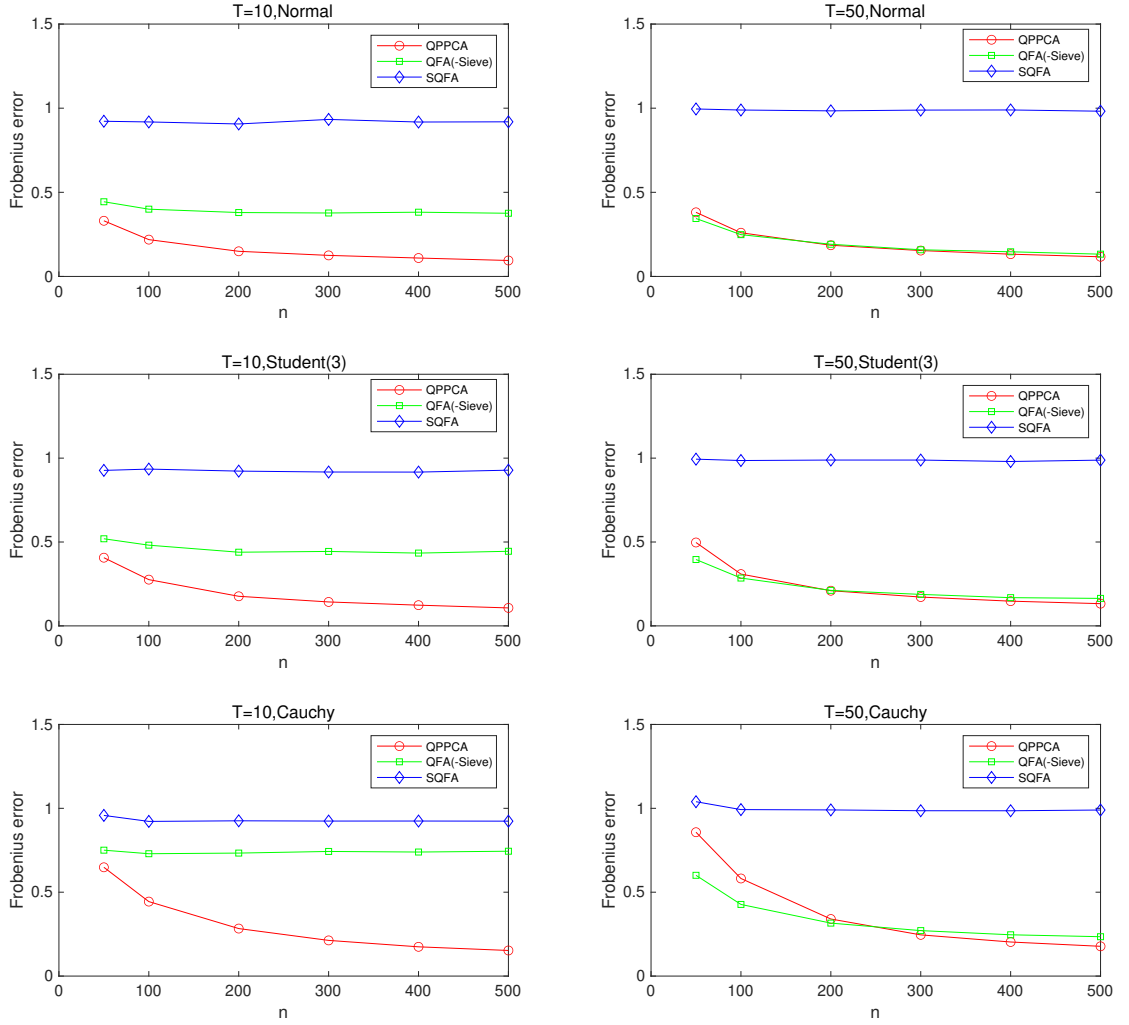 T=10,Normal
1.5
1
0.5
0
Frobenius error
0
100
200
300
400
500
n
QPPCA
QFA(-Sieve)
SQFA
T=50,Normal
1.5
1
0.5
0
Frobenius error
0
100
200
300
400
500
n
QPPCA
QFA(-Sieve)
SQFA
T=10,Student(3)
1.5
1
0.5
0
Frobenius error
0
100
200
300
400
500
n
QPPCA
QFA(-Sieve)
SQFA
T=50,Student(3)
1.5
1
0.5
0
Frobenius error
0
100
200
300
400
500
n
QPPCA
QFA(-Sieve)
SQFA
T=10,Cauchy
1.5
1
0.5
0
Frobenius error
0
100
200
300
400
500
n
QPPCA
QFA(-Sieve)
SQFA
T=50,Cauchy
1.5
1
0.5
0
Frobenius error
0
100
200
300
400
500
n
QPPCA
QFA(-Sieve)
SQFA